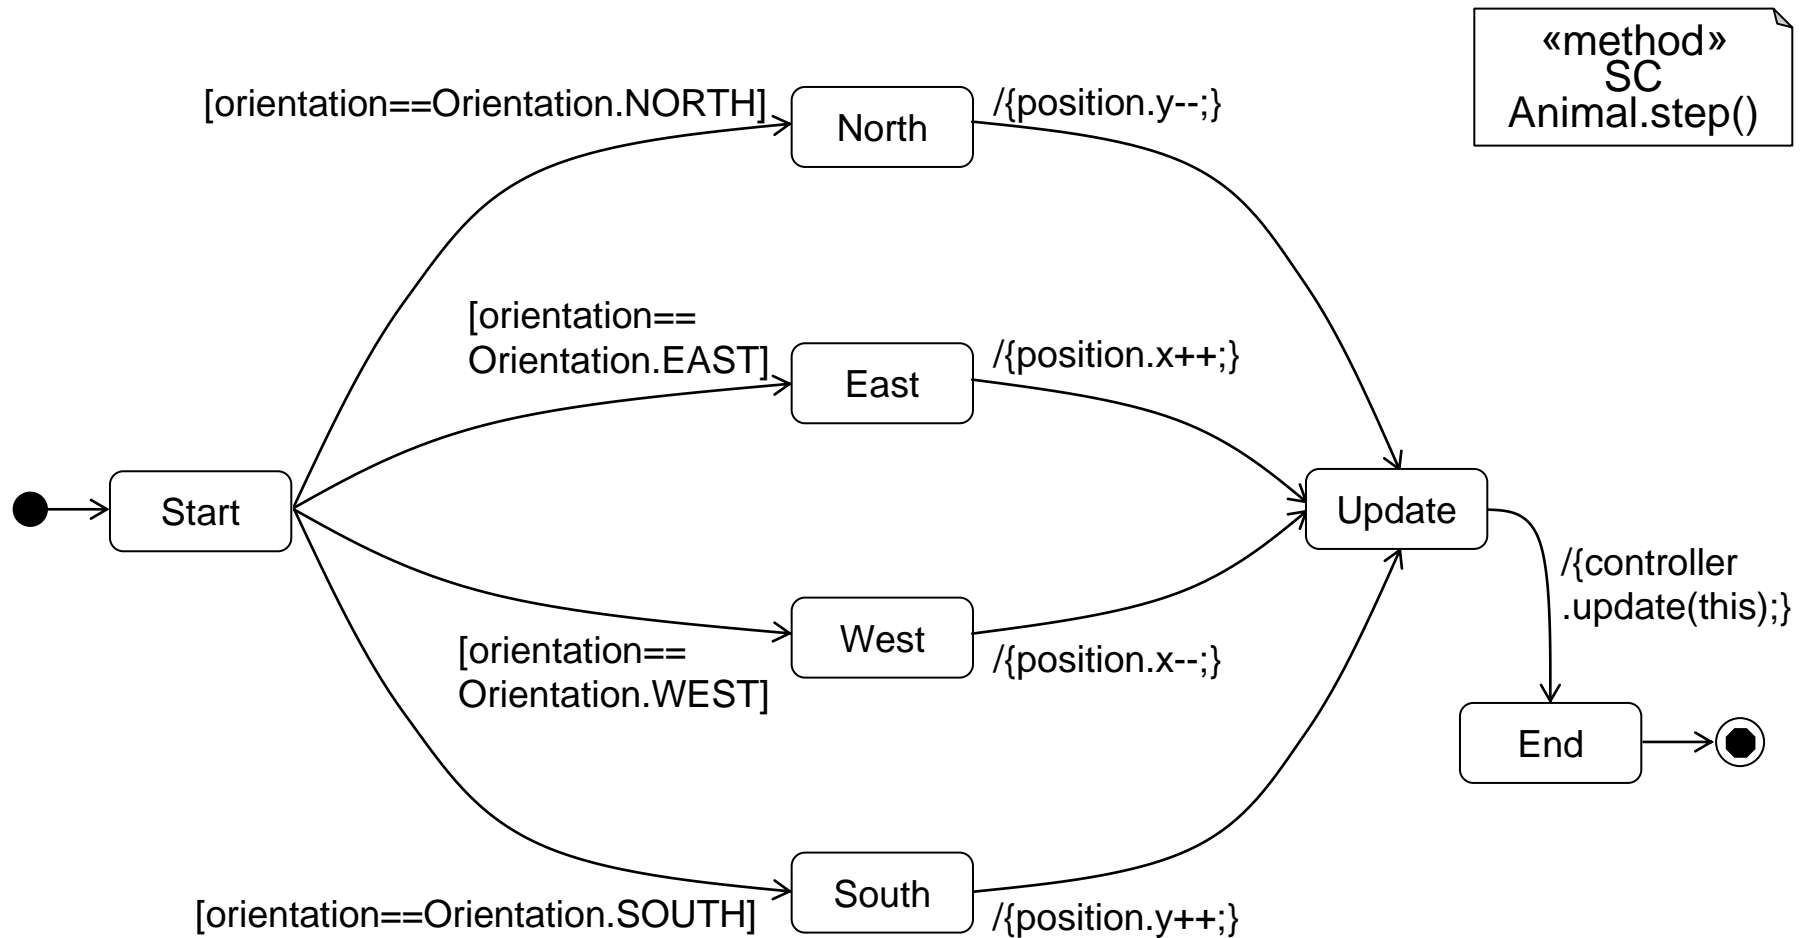 «method»
SC
Animal.step()
[orientation==Orientation.NORTH]
North
/{position.y--;}
[orientation==
Orientation.EAST]
East
/{position.x++;}
Start
Update
/{controller
.update(this);}
[orientation==
Orientation.WEST]
West
/{position.x--;}
End
[orientation==Orientation.SOUTH]
South
/{position.y++;}